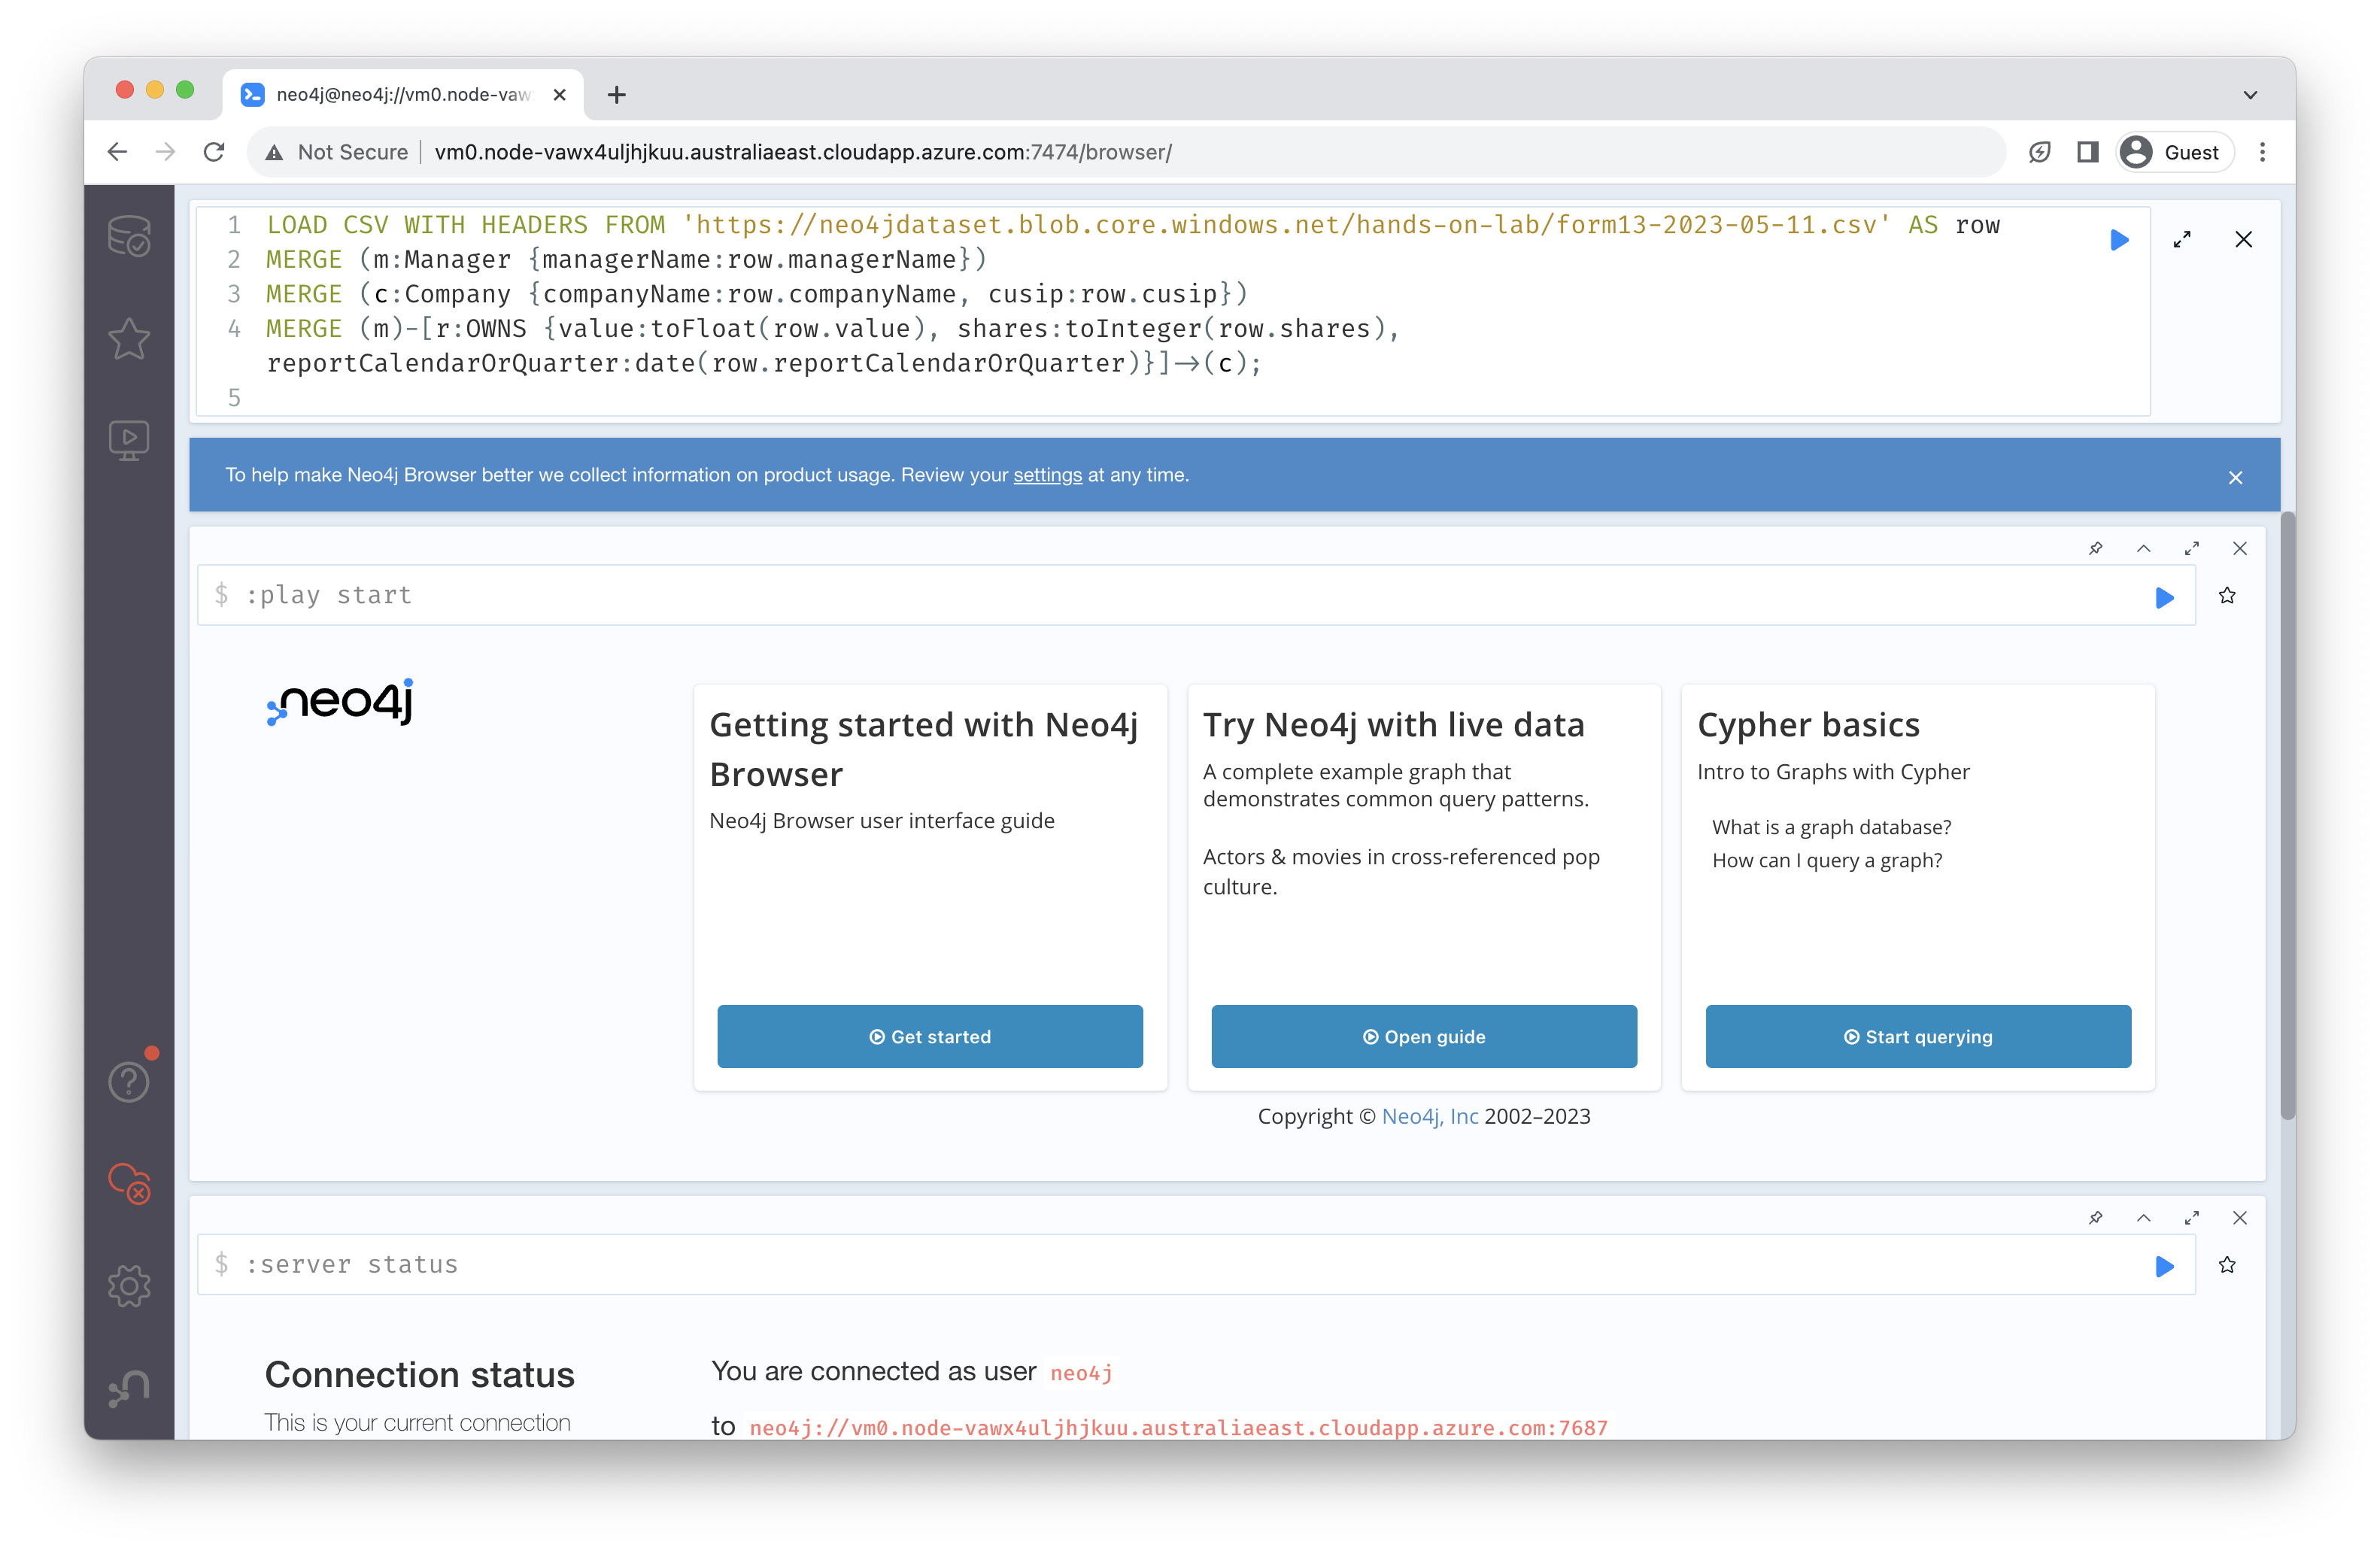 neo4j@neo4j://vm0.node-vaw
Not Secure
vm0.node-vawx4uljhjkuu.australiaeast.cloudapp.azure.com:7474/browser/
Guest
1 LOAD CSV WITH HEADERS FROM 'https://neo4jdataset.blob.core.windows.net/hands-on-lab/form13-2023-05-11.csv' AS row
2 MERGE (m:Manager {managerName:row.managerName})
3 MERGE (c:Company {companyName:row.companyName, cusip:row.cusip})
4 MERGE (m)-[r:OWNS {value:toFloat(row.value), shares:toInteger(row.shares),
reportCalendarOrQuarter:date(row.reportCalendarOrQuarter)}]->(c);
5
To help make Neo4j Browser better we collect information on product usage. Review your settings at any time.
$ :play start
neo4j
Getting started with Neo4j
Browser
Neo4j Browser user interface guide
Get started
Try Neo4j with live data
A complete example graph that
demonstrates common query patterns.
Actors & movies in cross-referenced pop
culture.
Open guide
Cypher basics
Intro to Graphs with Cypher
What is a graph database?
How can I query a graph?
Start querying
Copyright © Neo4j, Inc 2002–2023
$ :server status
Connection status
This is your current connection
You are connected as user neo4j
to neo4j://vm0.node-vawx4uljhjkuu.australiaeast.cloudapp.azure.com:7687